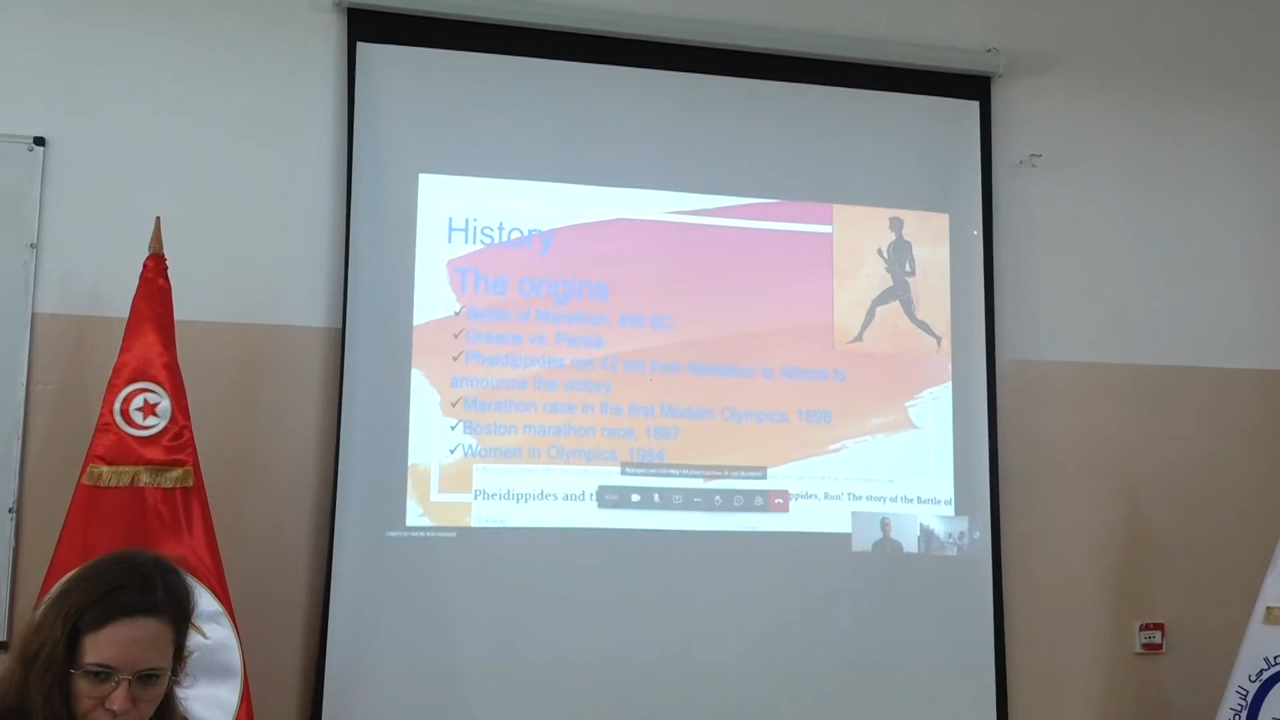 History
The origins
✓Battle of Marathon, 490 BC
✓Greece vs. Persia
✓Pheidippides ran 42 km from Marathon to Athens to
announce the victory
✓Marathon race in the first Modern Olympics, 1896
✓Boston marathon race, 1897
✓Women in Olympics, 1984
Pheidippides and t
ppides, Run! The story of the Battle of